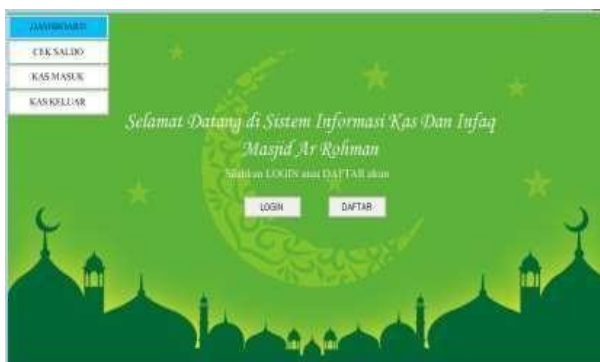 DASHBOARD
CEK SALDO
KAS MASUK
KAS KELUAR
Selamat Datang di Sistem Informasi Kas Dan Infaq
Masjid Ar Rohman
Silahkan LOGIN atau DAFTAR akun
LOGIN
DAFTAR